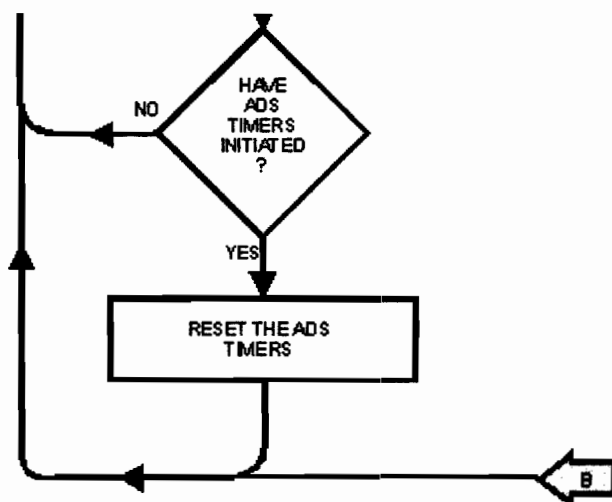 HAVE
ADS
TIMERS
INITIATED
?
NO
YES
RESET THE ADS
TIMERS
B